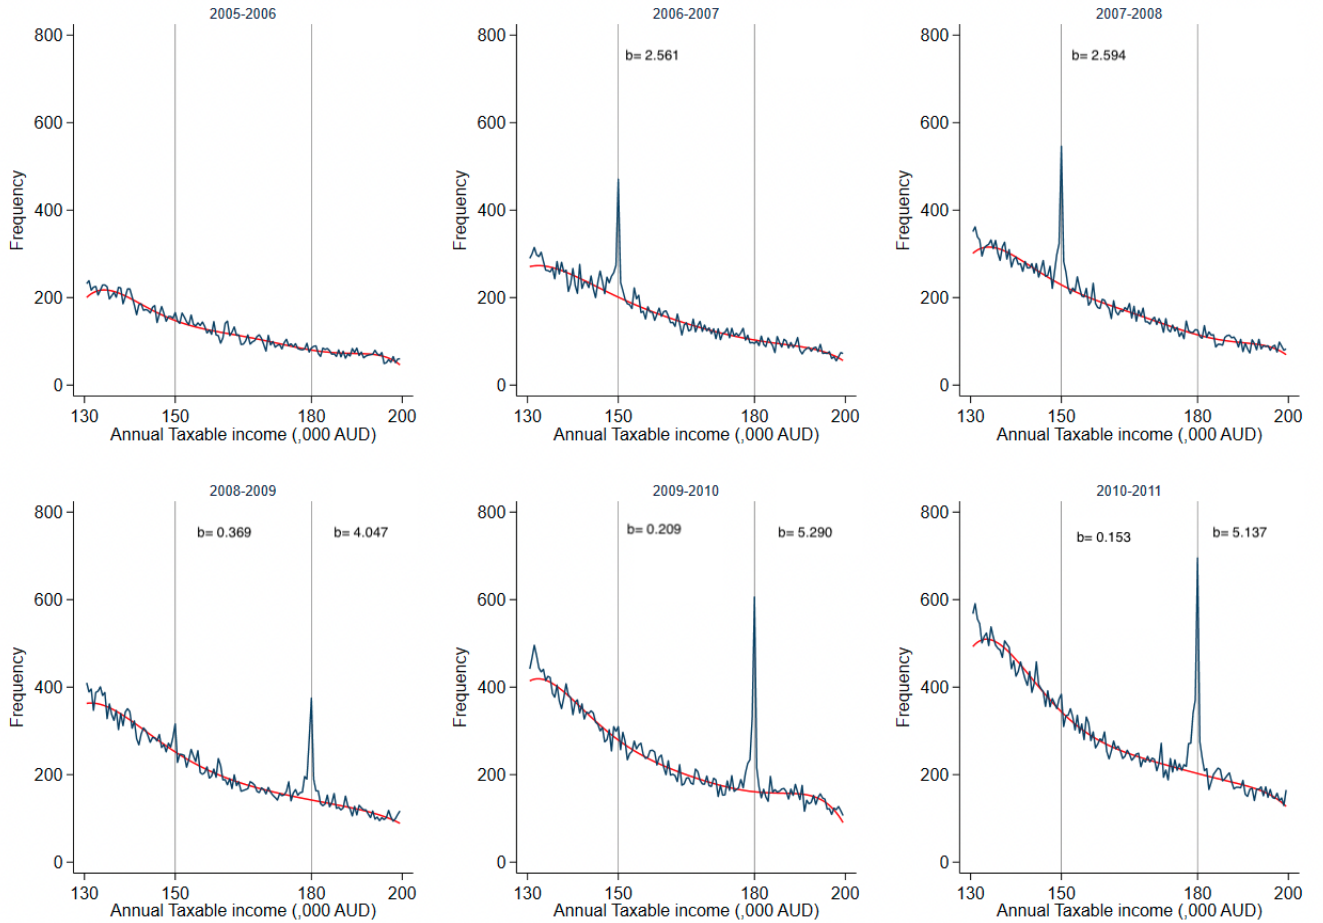 2005-2006
800
600
400
200
0
Frequency
130 150 180 200
Annual Taxable income (,000 AUD)
2006-2007
b= 2.561
800
600
400
200
0
Frequency
130 150 180 200
Annual Taxable income (,000 AUD)
2007-2008
b= 2.594
800
600
400
200
0
Frequency
130 150 180 200
Annual Taxable income (,000 AUD)
2008-2009
b= 0.369 b= 4.047
800
600
400
200
0
Frequency
130 150 180 200
Annual Taxable income (,000 AUD)
2009-2010
b= 0.209 b= 5.290
800
600
400
200
0
Frequency
130 150 180 200
Annual Taxable income (,000 AUD)
2010-2011
b= 0.153 b= 5.137
800
600
400
200
0
Frequency
130 150 180 200
Annual Taxable income (,000 AUD)